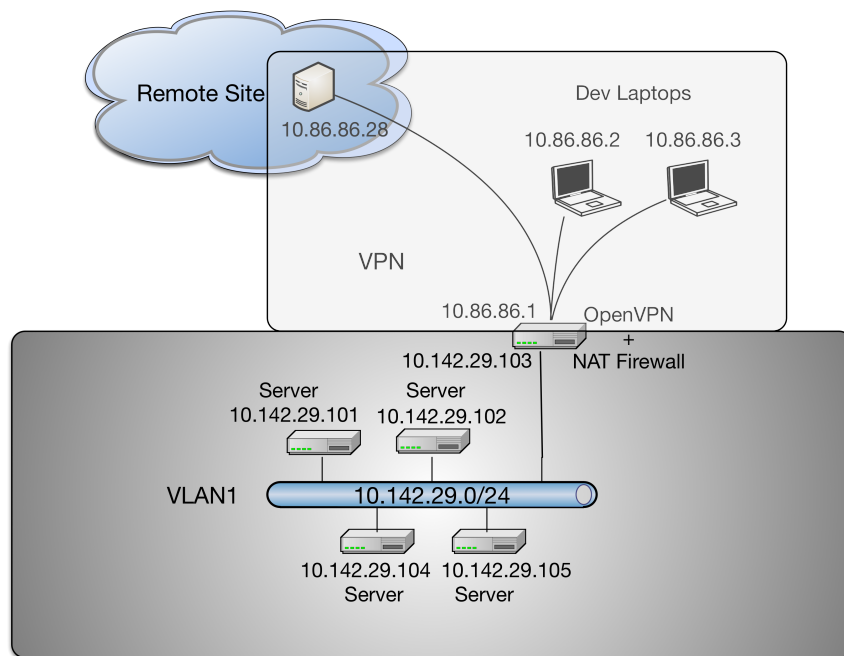 Remote Site
10.86.86.28
Dev Laptops
10.86.86.2
10.86.86.3
VPN
10.86.86.1
OpenVPN
+
NAT Firewall
10.142.29.103
Server
10.142.29.101
Server
10.142.29.102
VLAN1
10.142.29.0/24
10.142.29.104
Server
10.142.29.105
Server